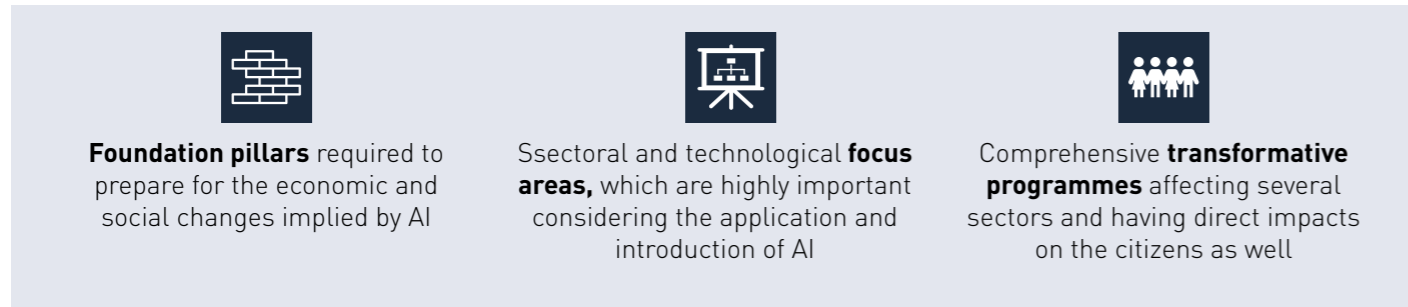 Foundation pillars required to
prepare for the economic and
social changes implied by AI
Ssectoral and technological focus
areas, which are highly important
considering the application and
introduction of AI
Comprehensive transformative
programmes affecting several
sectors and having direct impacts
on the citizens as well